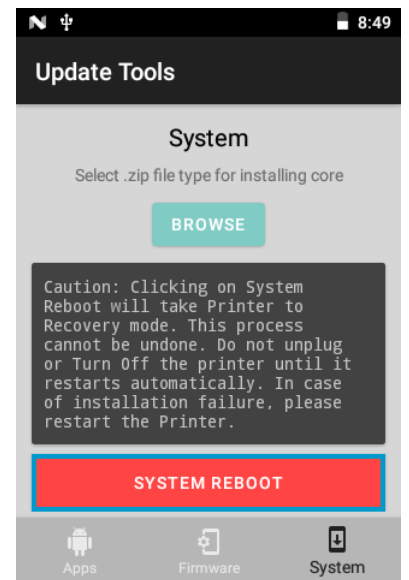 8:49
Update Tools
System
Select .zip file type for installing core
BROWSE
Caution: Clicking on System
Reboot will take Printer to
Recovery mode. This process
cannot be undone. Do not unplug
or Turn Off the printer until it
restarts automatically. In case
of installation failure, please
restart the Printer.
SYSTEM REBOOT
Apps Firmware System